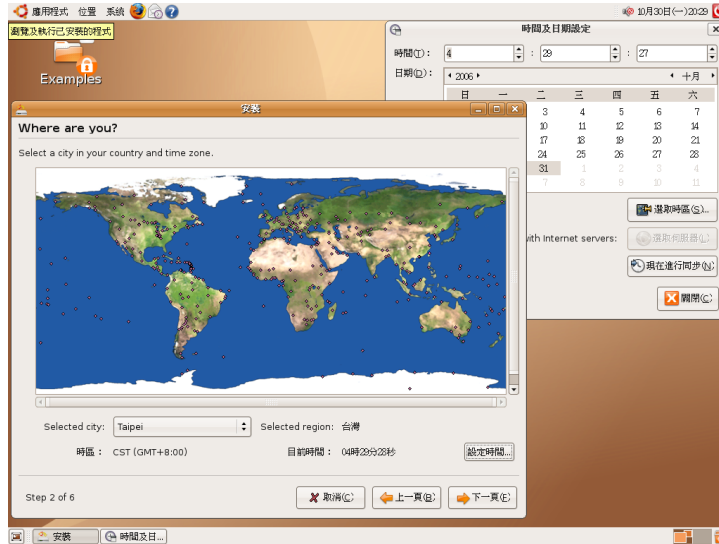 應用程式 位置 系統
10月30日(一)20:29
瀏覽及執行已安裝的程式
Examples
時間及日期設定
時間(T): 4 : 29 : 27
日期(D): 2006 十月
日 一 二 三 四 五 六
3 4 5 6 7
10 11 12 13 14
17 18 19 20 21
24 25 26 27 28
31 1 2 3 4
7 8 9 10 11
選取時區(S)...
ith Internet servers: 選取伺服器(L)
現在進行同步(N)
關閉(C)
安裝
Where are you?
Select a city in your country and time zone.
Selected city: Taipei Selected region: 台灣
時區: CST (GMT+8:00) 目前時間: 04時29分28秒 設定時間...
Step 2 of 6 取消(C) 上一頁(B) 下一頁(F)
安裝 時間及日...